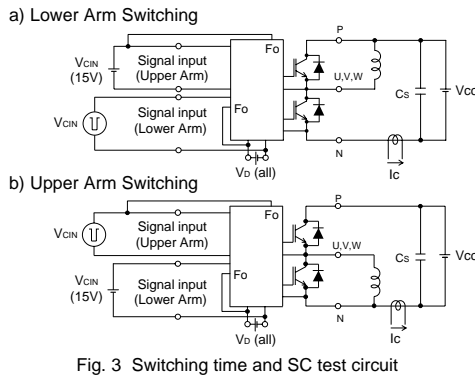 a) Lower Arm Switching
P
Fo
VCIN
(15V)
Signal input
(Upper Arm)
U,V,W
CS
Vcc
VCIN
Signal input
(Lower Arm)
Fo
N
VD (all)
Ic
b) Upper Arm Switching
P
Fo
VCIN
Signal input
(Upper Arm)
U,V,W
CS
Vcc
VCIN
(15V)
Signal input
(Lower Arm)
Fo
N
VD (all)
Ic
Fig. 3 Switching time and SC test circuit